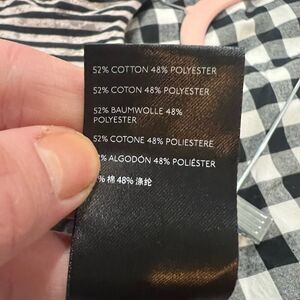 52% COTTON 48% POLYESTER
52% COTON 48% POLYESTER
52% BAUMWOLLE 48%
POLYESTER
52% COTONE 48% POLIESTERE
% ALGODÓN 48% POLIÉSTER
% 棉 48% 涤纶